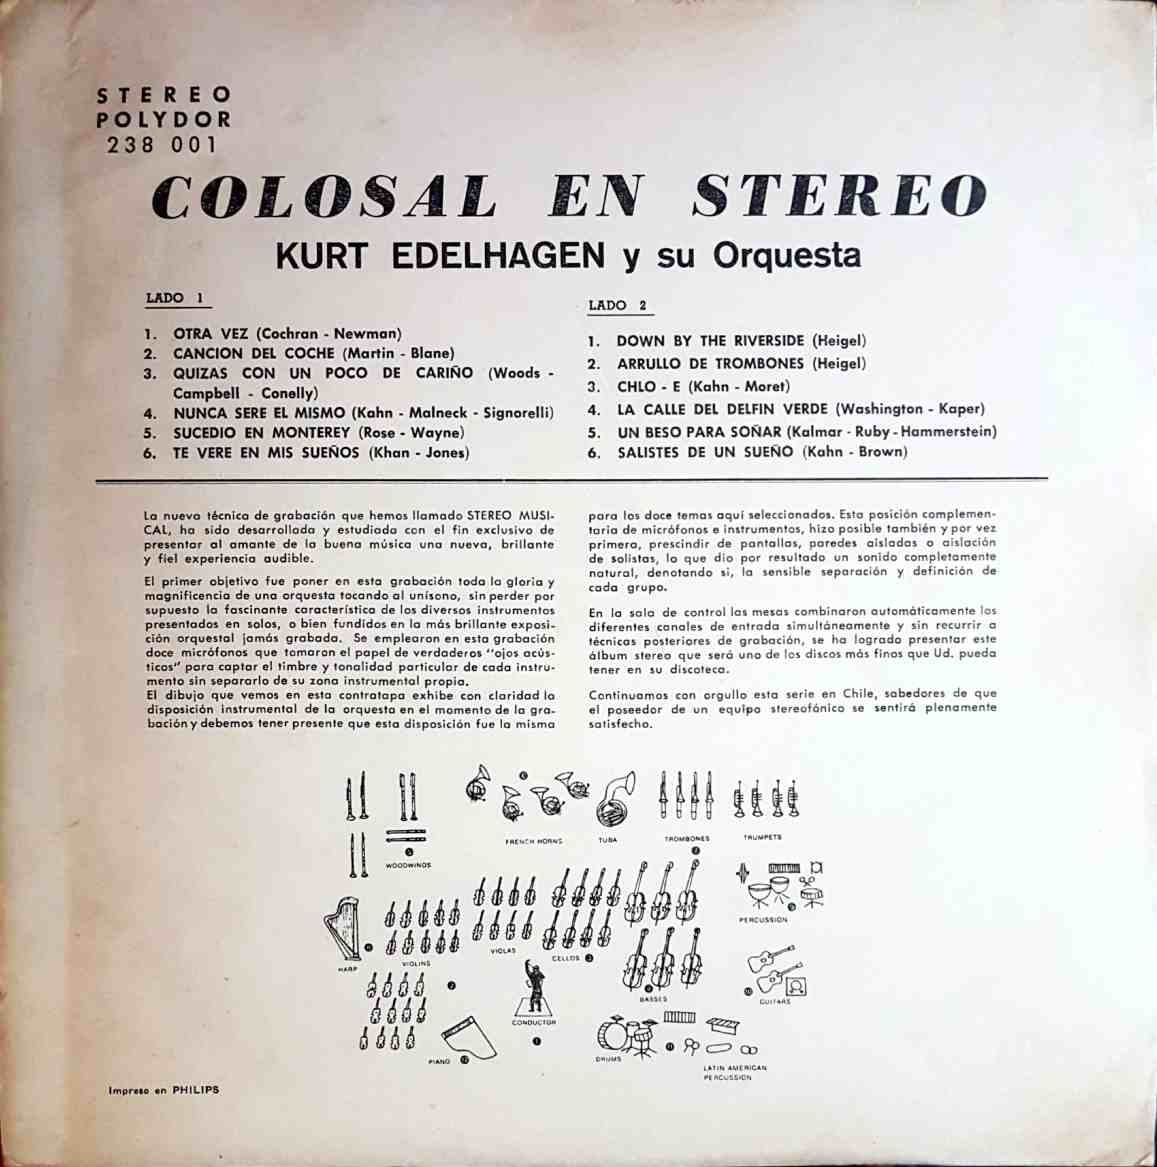 STEREO
POLYDOR
238 001
COLOSAL EN STEREO
KURT EDELHAGEN y su Orquesta
LADO 1
1. OTRA VEZ (Cochran - Newman)
2. CANCION DEL COCHE (Martin - Blane)
3. QUIZAS CON UN POCO DE CARIÑO (Woods -
Campbell - Conelly)
4. NUNCA SERE EL MISMO (Kahn - Malneck - Signorelli)
5. SUCEDIO EN MONTEREY (Rose - Wayne)
6. TE VERE EN MIS SUEÑOS (Khan - Jones)
LADO 2
1. DOWN BY THE RIVERSIDE (Heigel)
2. ARRULLO DE TROMBONES (Heigel)
3. CHLO - E (Kahn - Moret)
4. LA CALLE DEL DELFIN VERDE (Washington - Kaper)
5. UN BESO PARA SOÑAR (Kalmar - Ruby - Hammerstein)
6. SALISTES DE UN SUEÑO (Kahn - Brown)
La nueva técnica de grabación que hemos llamado STEREO MUSI-
CAL, ha sido desarrollada y estudiada con el fin exclusivo de
presentar al amante de la buena música una nueva, brillante
y fiel experiencia audible.
El primer objetivo fue poner en esta grabación toda la gloria y
magnificencia de una orquesta tocando al unísono, sin perder por
supuesto la fascinante característica de los diversos instrumentos
presentados en solos, o bien fundidos en la más brillante exposi-
ción orquestal jamás grabada. Se emplearon en esta grabación
doce micrófonos que tomaron el papel de verdaderos "ojos acús-
ticos" para captar el timbre y tonalidad particular de cada instru-
mento sin separarlo de su zona instrumental propia.
El dibujo que vemos en esta contratapa exhibe con claridad la
disposición instrumental de la orquesta en el momento de la gra-
bación y debemos tener presente que esta disposición fue la misma
para los doce temas aquí seleccionados. Esta posición complemen-
taria de micrófonos e instrumentos, hizo posible también y por vez
primera, prescindir de pantallas, paredes aisladas o aislación
de solistas, lo que dio por resultado un sonido completamente
natural, denotando si, la sensible separación y definición de
cada grupo.
En la sala de control las mesas combinaron automáticamente los
diferentes canales de entrada simultáneamente y sin recurrir a
técnicas posteriores de grabación, se ha logrado presentar este
álbum stereo que será uno de los discos más finos que Ud. pueda
tener en su discoteca.
Continuamos con orgullo esta serie en Chile, sabedores de que
el poseedor de un equipo stereofónico se sentirá plenamente
satisfecho.
FRENCH HORNS
TUBA
TROMBONES
TRUMPETS
WOODWINDS
PERCUSSION
HARP
VIOLINS
VIOLAS
CELLOS
BASSES
GUITARS
CONDUCTOR
PIANO
DRUMS
LATIN AMERICAN
PERCUSSION
Impreso en PHILIPS